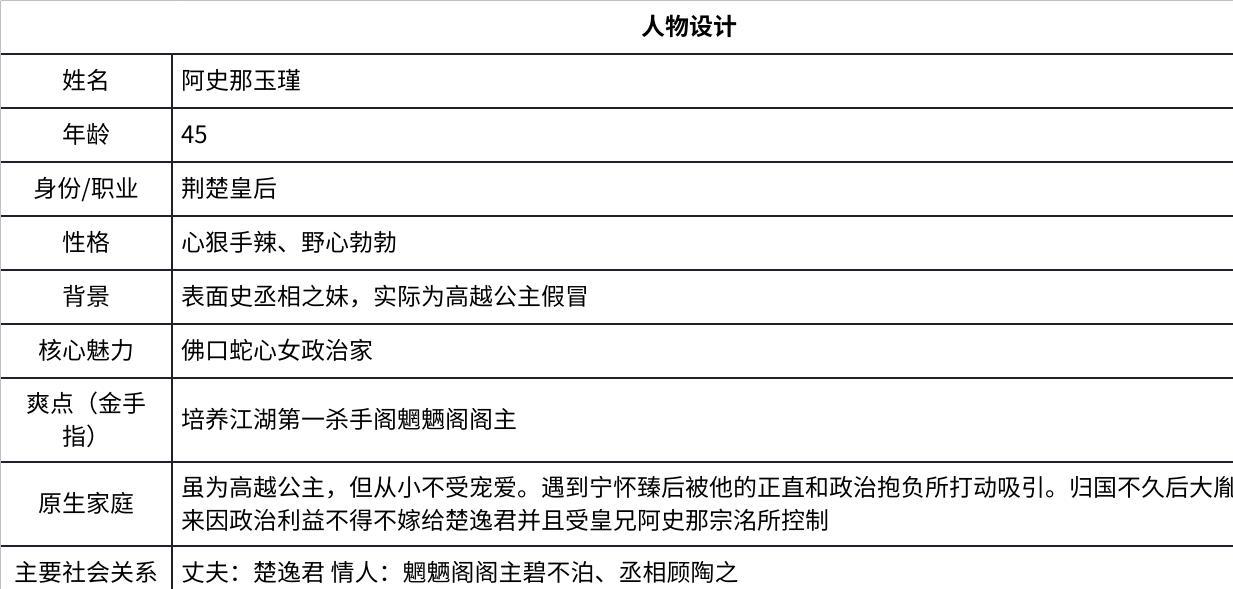 人物设计
姓名 阿史那玉瑾
年龄 45
身份/职业 荆楚皇后
性格 心狠手辣、野心勃勃
背景 表面史丞相之妹，实际为高越公主假冒
核心魅力 佛口蛇心女政治家
爽点（金手
指） 培养江湖第一杀手阁魍魉阁阁主
原生家庭 虽为高越公主，但从小不受宠爱。遇到宁怀臻后被他的正直和政治抱负所打动吸引。归国不久后大胤
来因政治利益不得不嫁给楚逸君并且受皇兄阿史那宗洺所控制
主要社会关系 丈夫：楚逸君 情人：魍魉阁阁主碧不泊、丞相顾陶之